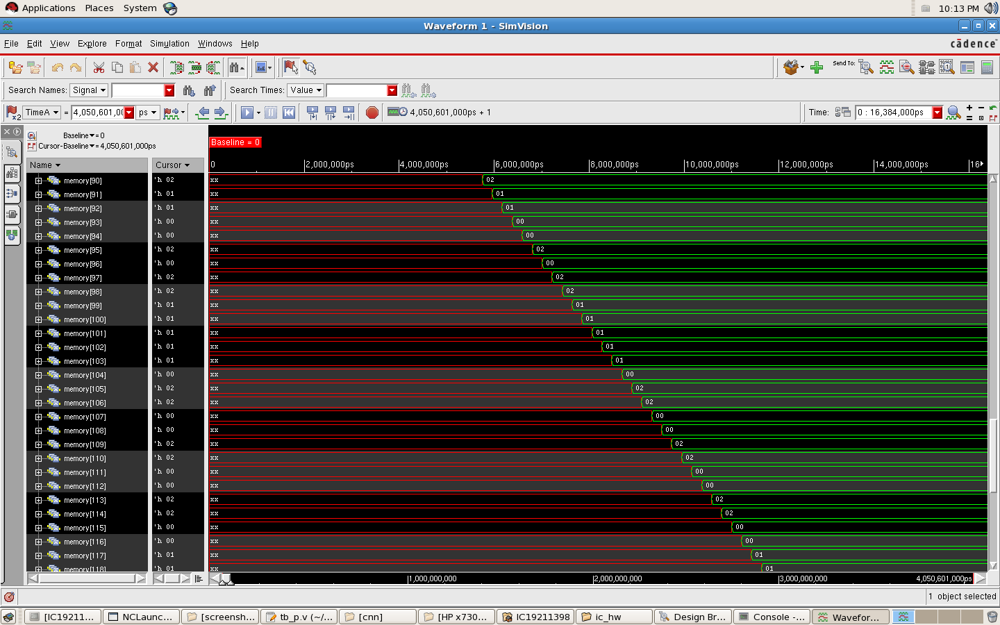 Applications Places System 10:13 PM
Waveform 1 - SimVision
File Edit View Explore Format Simulation Windows Help cādence
Send To:
Search Names: Signal Search Times: Value
x2 TimeA = 4,050,601,00 ps 4,050,601,000ps + 1 Time: 0 : 16,384,000ps
Baseline = 0
Cursor-Baseline = 4,050,601,000ps
Baseline = 0
Name Cursor 0 2,000,000ps 4,000,000ps 6,000,000ps 8,000,000ps 10,000,000ps 12,000,000ps 14,000,000ps 16
memory[90] 'h 02 xx 02
memory[91] 'h 01 xx 01
memory[92] 'h 01 xx 01
memory[93] 'h 00 xx 00
memory[94] 'h 00 xx 00
memory[95] 'h 02 xx 02
memory[96] 'h 00 xx 00
memory[97] 'h 02 xx 02
memory[98] 'h 02 xx 02
memory[99] 'h 01 xx 01
memory[100] 'h 01 xx 01
memory[101] 'h 01 xx 01
memory[102] 'h 01 xx 01
memory[103] 'h 01 xx 01
memory[104] 'h 00 xx 00
memory[105] 'h 02 xx 02
memory[106] 'h 02 xx 02
memory[107] 'h 00 xx 00
memory[108] 'h 00 xx 00
memory[109] 'h 02 xx 02
memory[110] 'h 02 xx 02
memory[111] 'h 00 xx 00
memory[112] 'h 00 xx 00
memory[113] 'h 02 xx 02
memory[114] 'h 02 xx 02
memory[115] 'h 00 xx 00
memory[116] 'h 00 xx 00
memory[117] 'h 01 xx 01
memory[118] 'h 01 xx 01
1,000,000,000 2,000,000,000 3,000,000,000 4,050,601,000ps
1 object selected
[IC19211... NCLaunc... [screensh... tb_p.v (~/... [cnn] [HP x730... IC19211398 ic_hw Design Br... Console -... Wavefor...